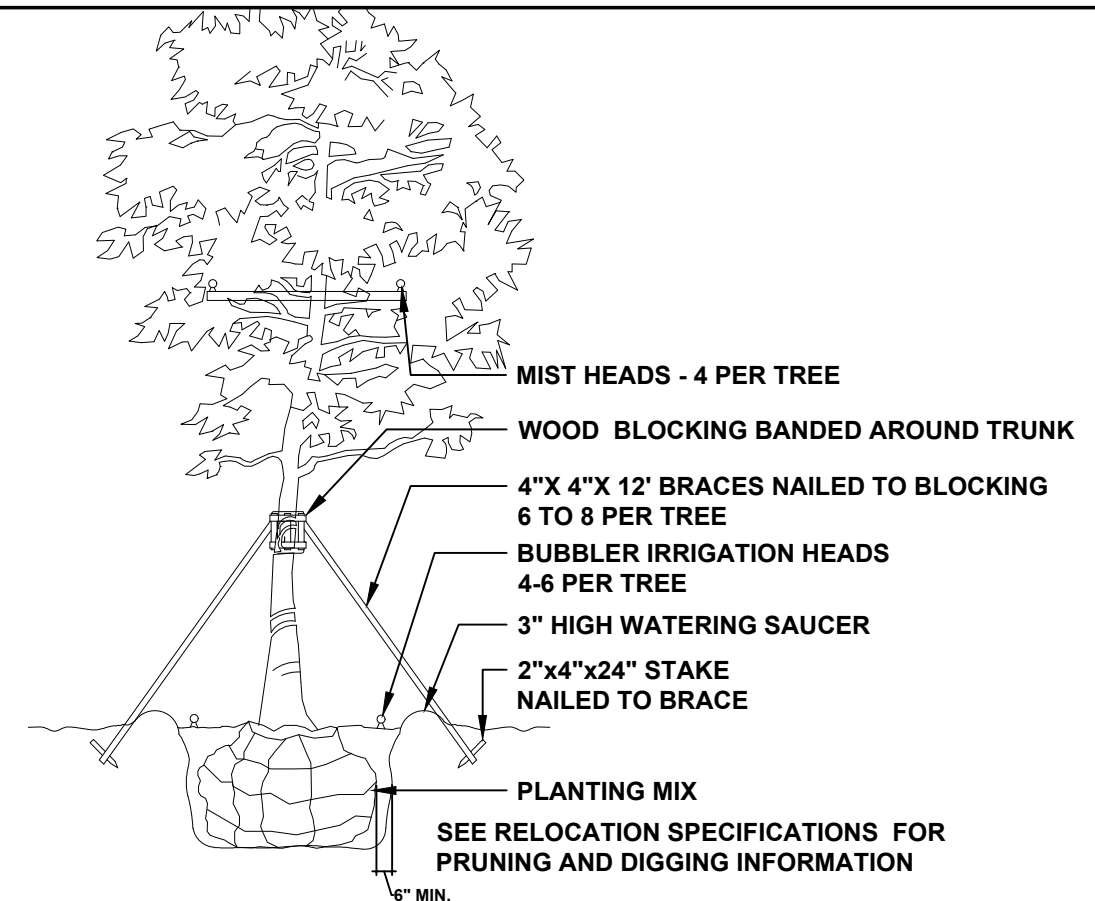 MIST HEADS - 4 PER TREE
WOOD BLOCKING BANDED AROUND TRUNK
4"X 4"X 12' BRACES NAILED TO BLOCKING
6 TO 8 PER TREE
BUBBLER IRRIGATION HEADS
4-6 PER TREE
3" HIGH WATERING SAUCER
2"x4"x24" STAKE
NAILED TO BRACE
PLANTING MIX
SEE RELOCATION SPECIFICATIONS FOR
PRUNING AND DIGGING INFORMATION
6" MIN.